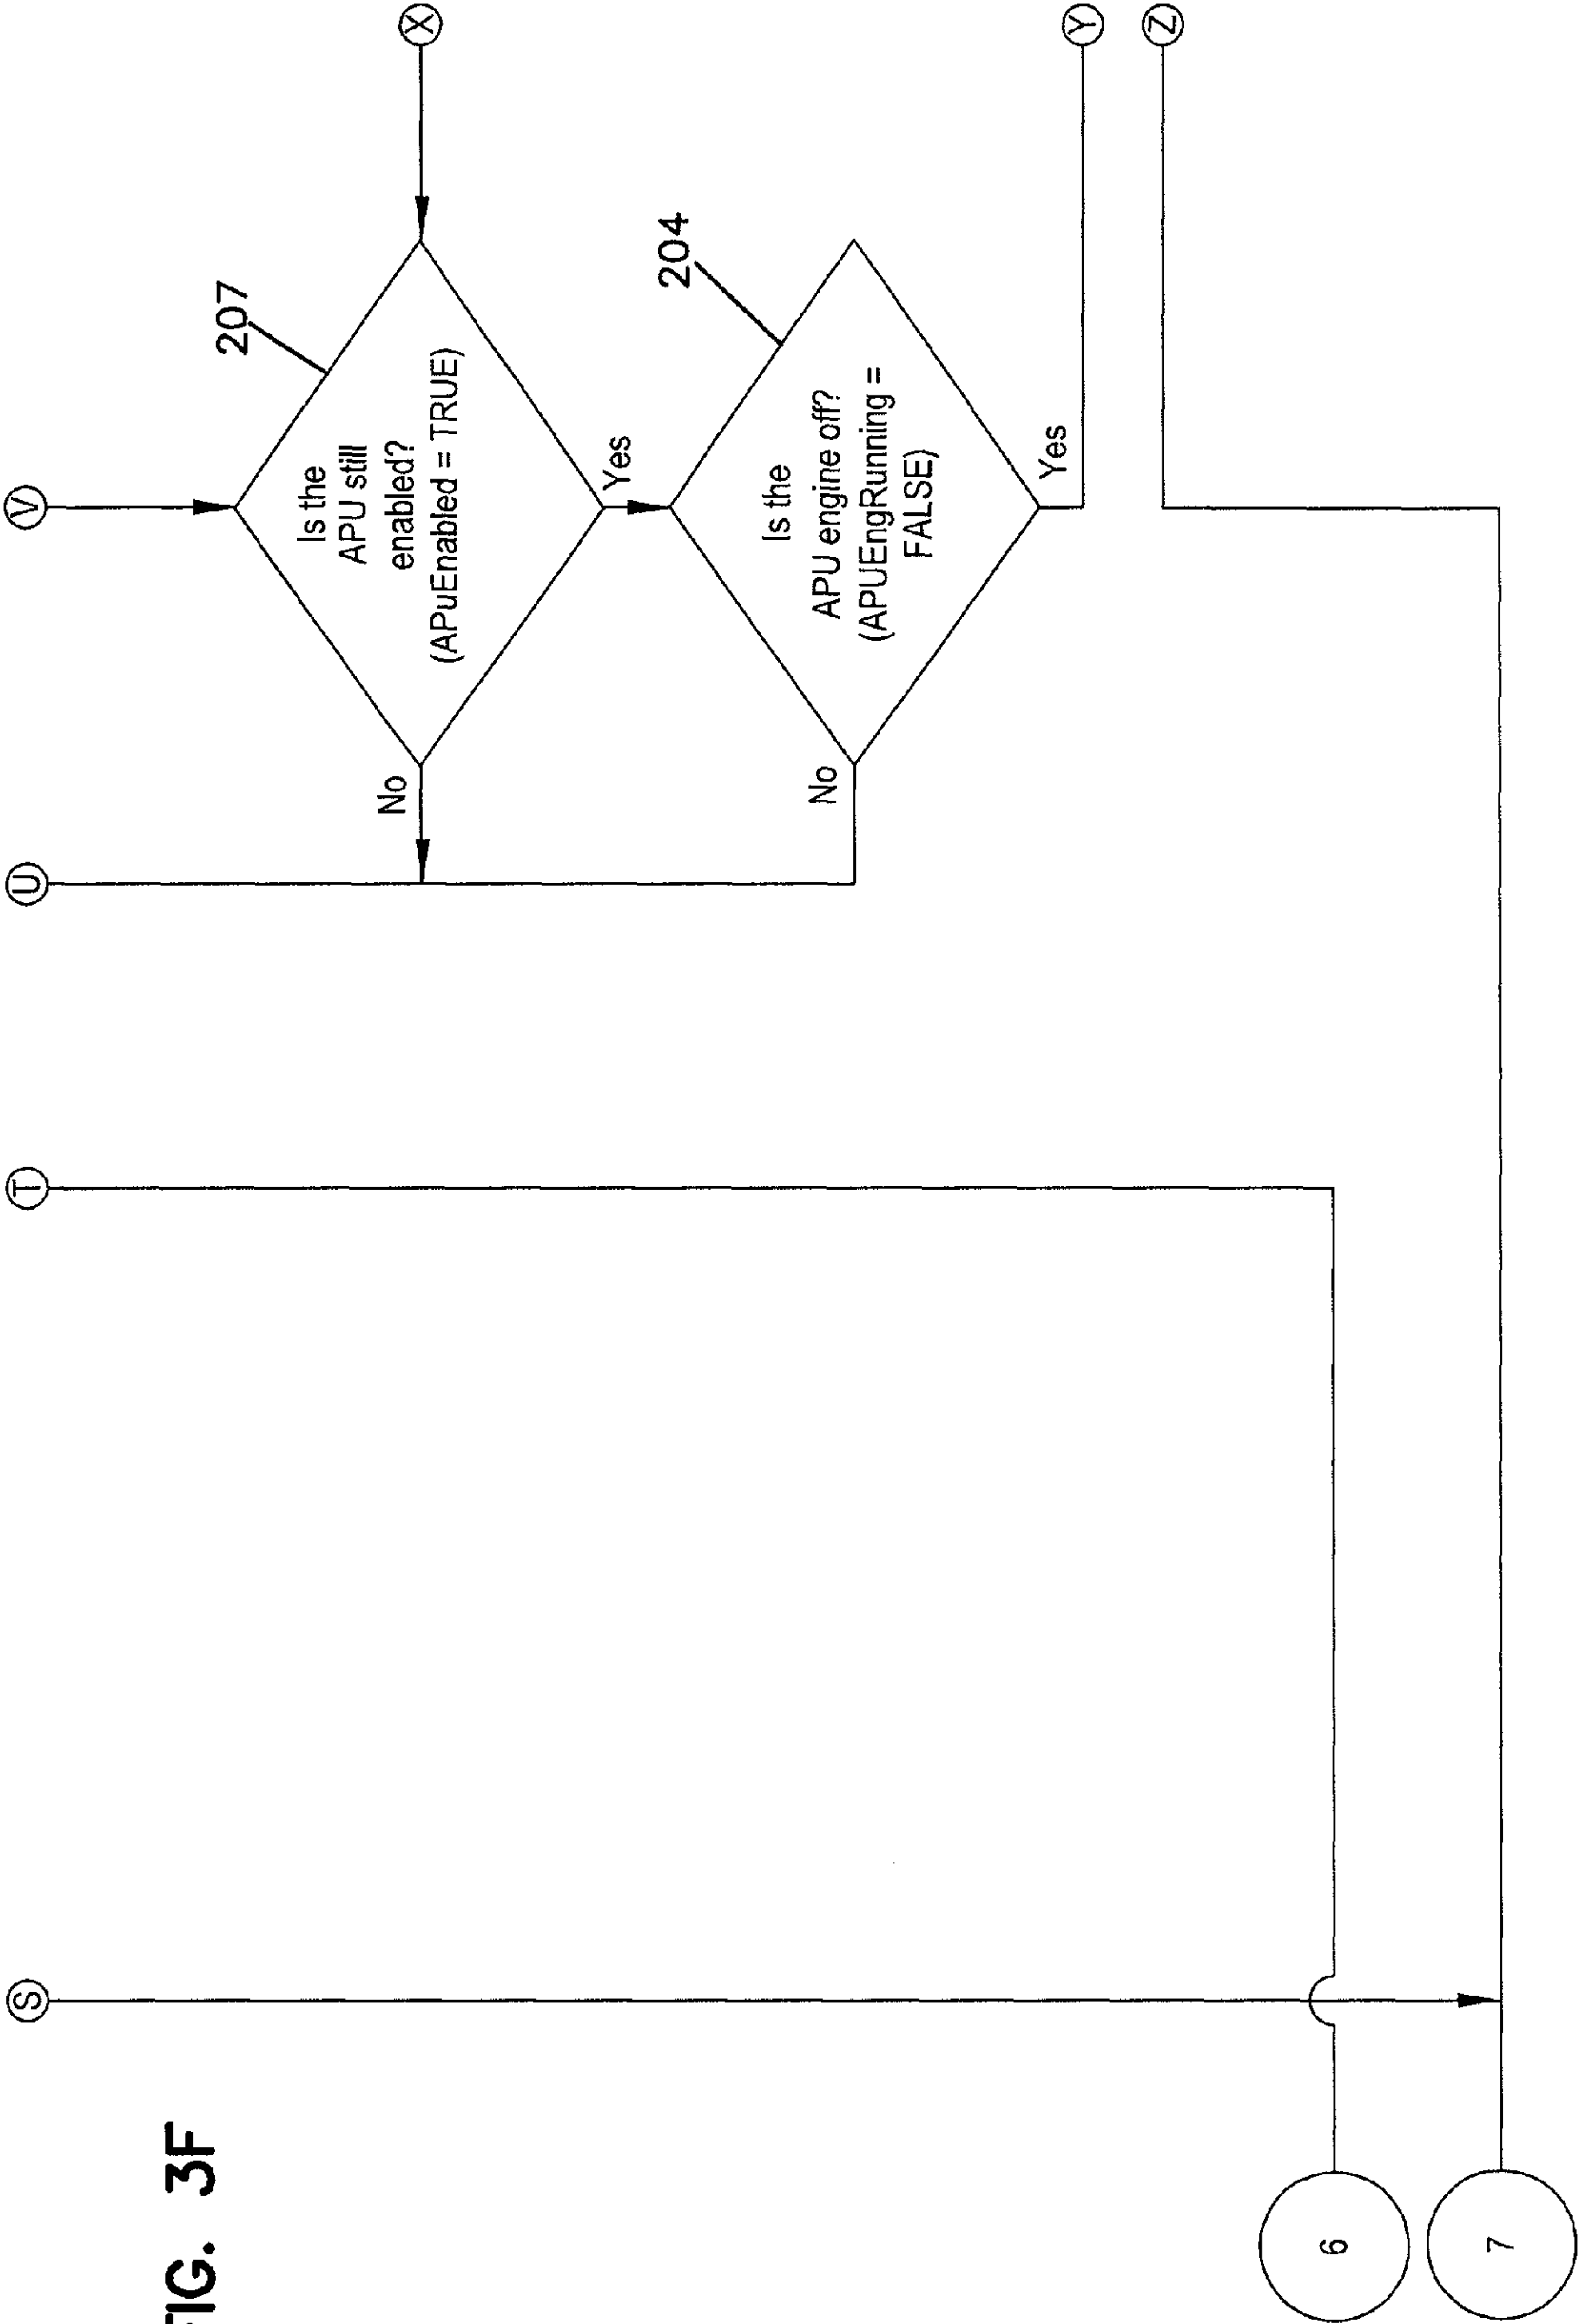 S
T
U
V
FIG. 3F
207
Is the
APU still
enabled?
(APuEnabled = TRUE)
No
X
Yes
204
Is the
APU engine off?
(APUEngRunning =
FALSE)
No
Yes
Y
Z
6
7